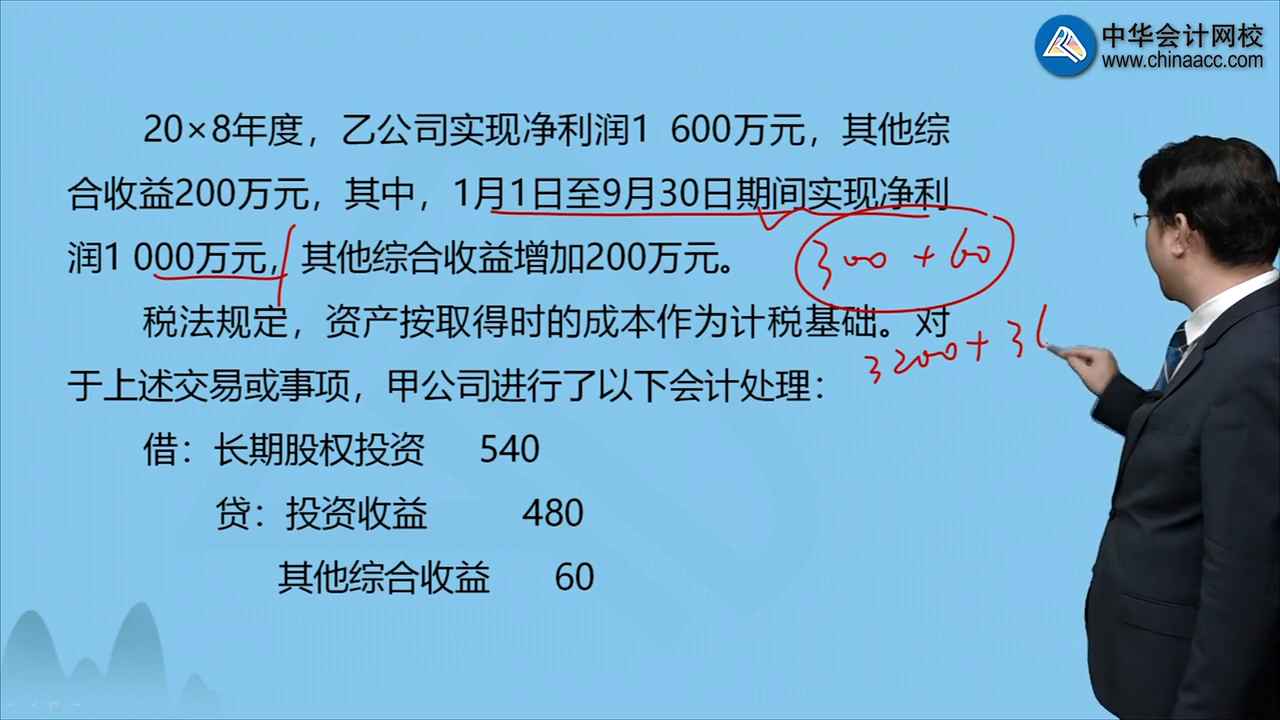 中华会计网校
www.chinaacc.com
20×8年度，乙公司实现净利润1 600万元，其他综
合收益200万元，其中，1月1日至9月30日期间实现净利
润1 000万元，其他综合收益增加200万元。
300+60
税法规定，资产按取得时的成本作为计税基础。对
3200+36
于上述交易或事项，甲公司进行了以下会计处理：
借：长期股权投资 540
贷：投资收益 480
其他综合收益 60